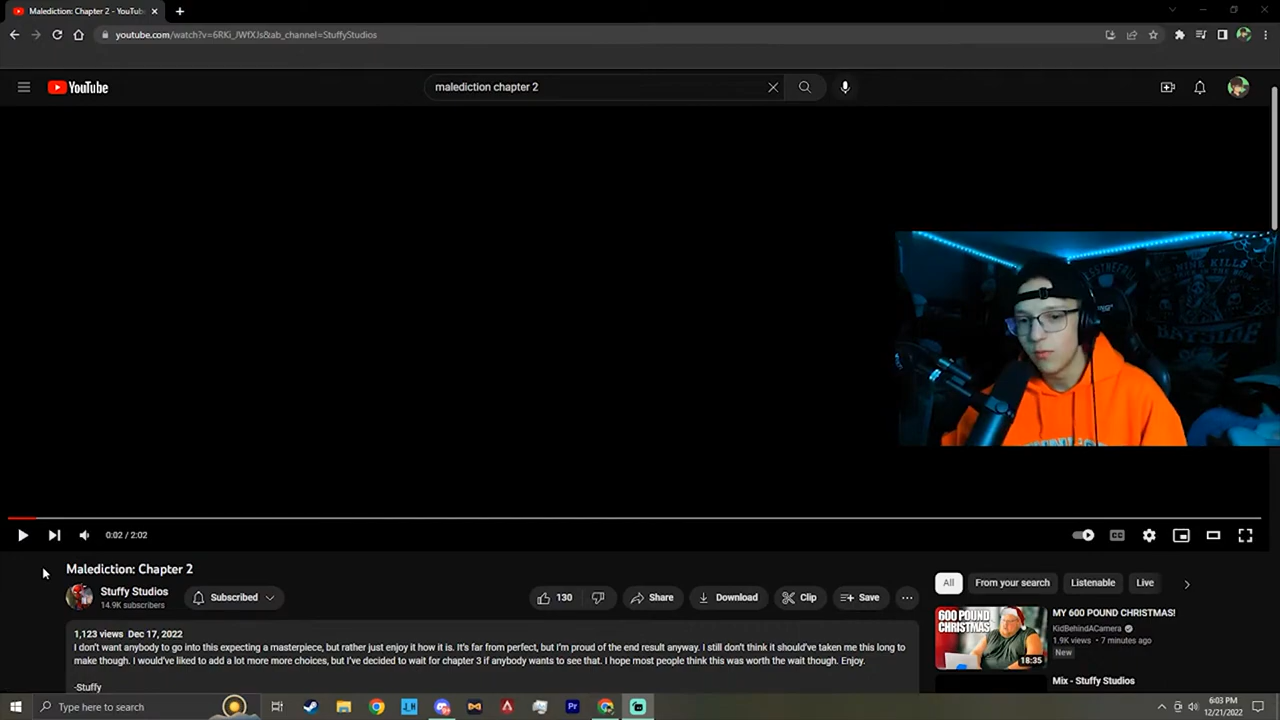 Malediction: Chapter 2 - YouTub
youtube.com/watch?v=6RKi_JWfXJs&ab_channel=StuffyStudios
YouTube
malediction chapter 2
0:02 / 2:02
Malediction: Chapter 2
Stuffy Studios
14.9K subscribers
Subscribed
130
Share
Download
Clip
Save
1,123 views Dec 17, 2022
I don't want anybody to go into this expecting a masterpiece, but rather just enjoy it how it is. It's far from perfect, but I'm proud of the end result anyway. I still don't think it should've taken me this long to
make though. I would've liked to add a lot more more choices, but I've decided to wait for chapter 3 if anybody wants to see that. I hope most people think this was worth the wait though. Enjoy.
-Stuffy
All
From your search
Listenable
Live
600 POUND
CHRISTMAS
18:35
MY 600 POUND CHRISTMAS!
KidBehindACamera
1.9K views • 7 minutes ago
New
Mix - Stuffy Studios
NINE KILLS
BAYSIDE
Type here to search
6:03 PM
12/21/2022